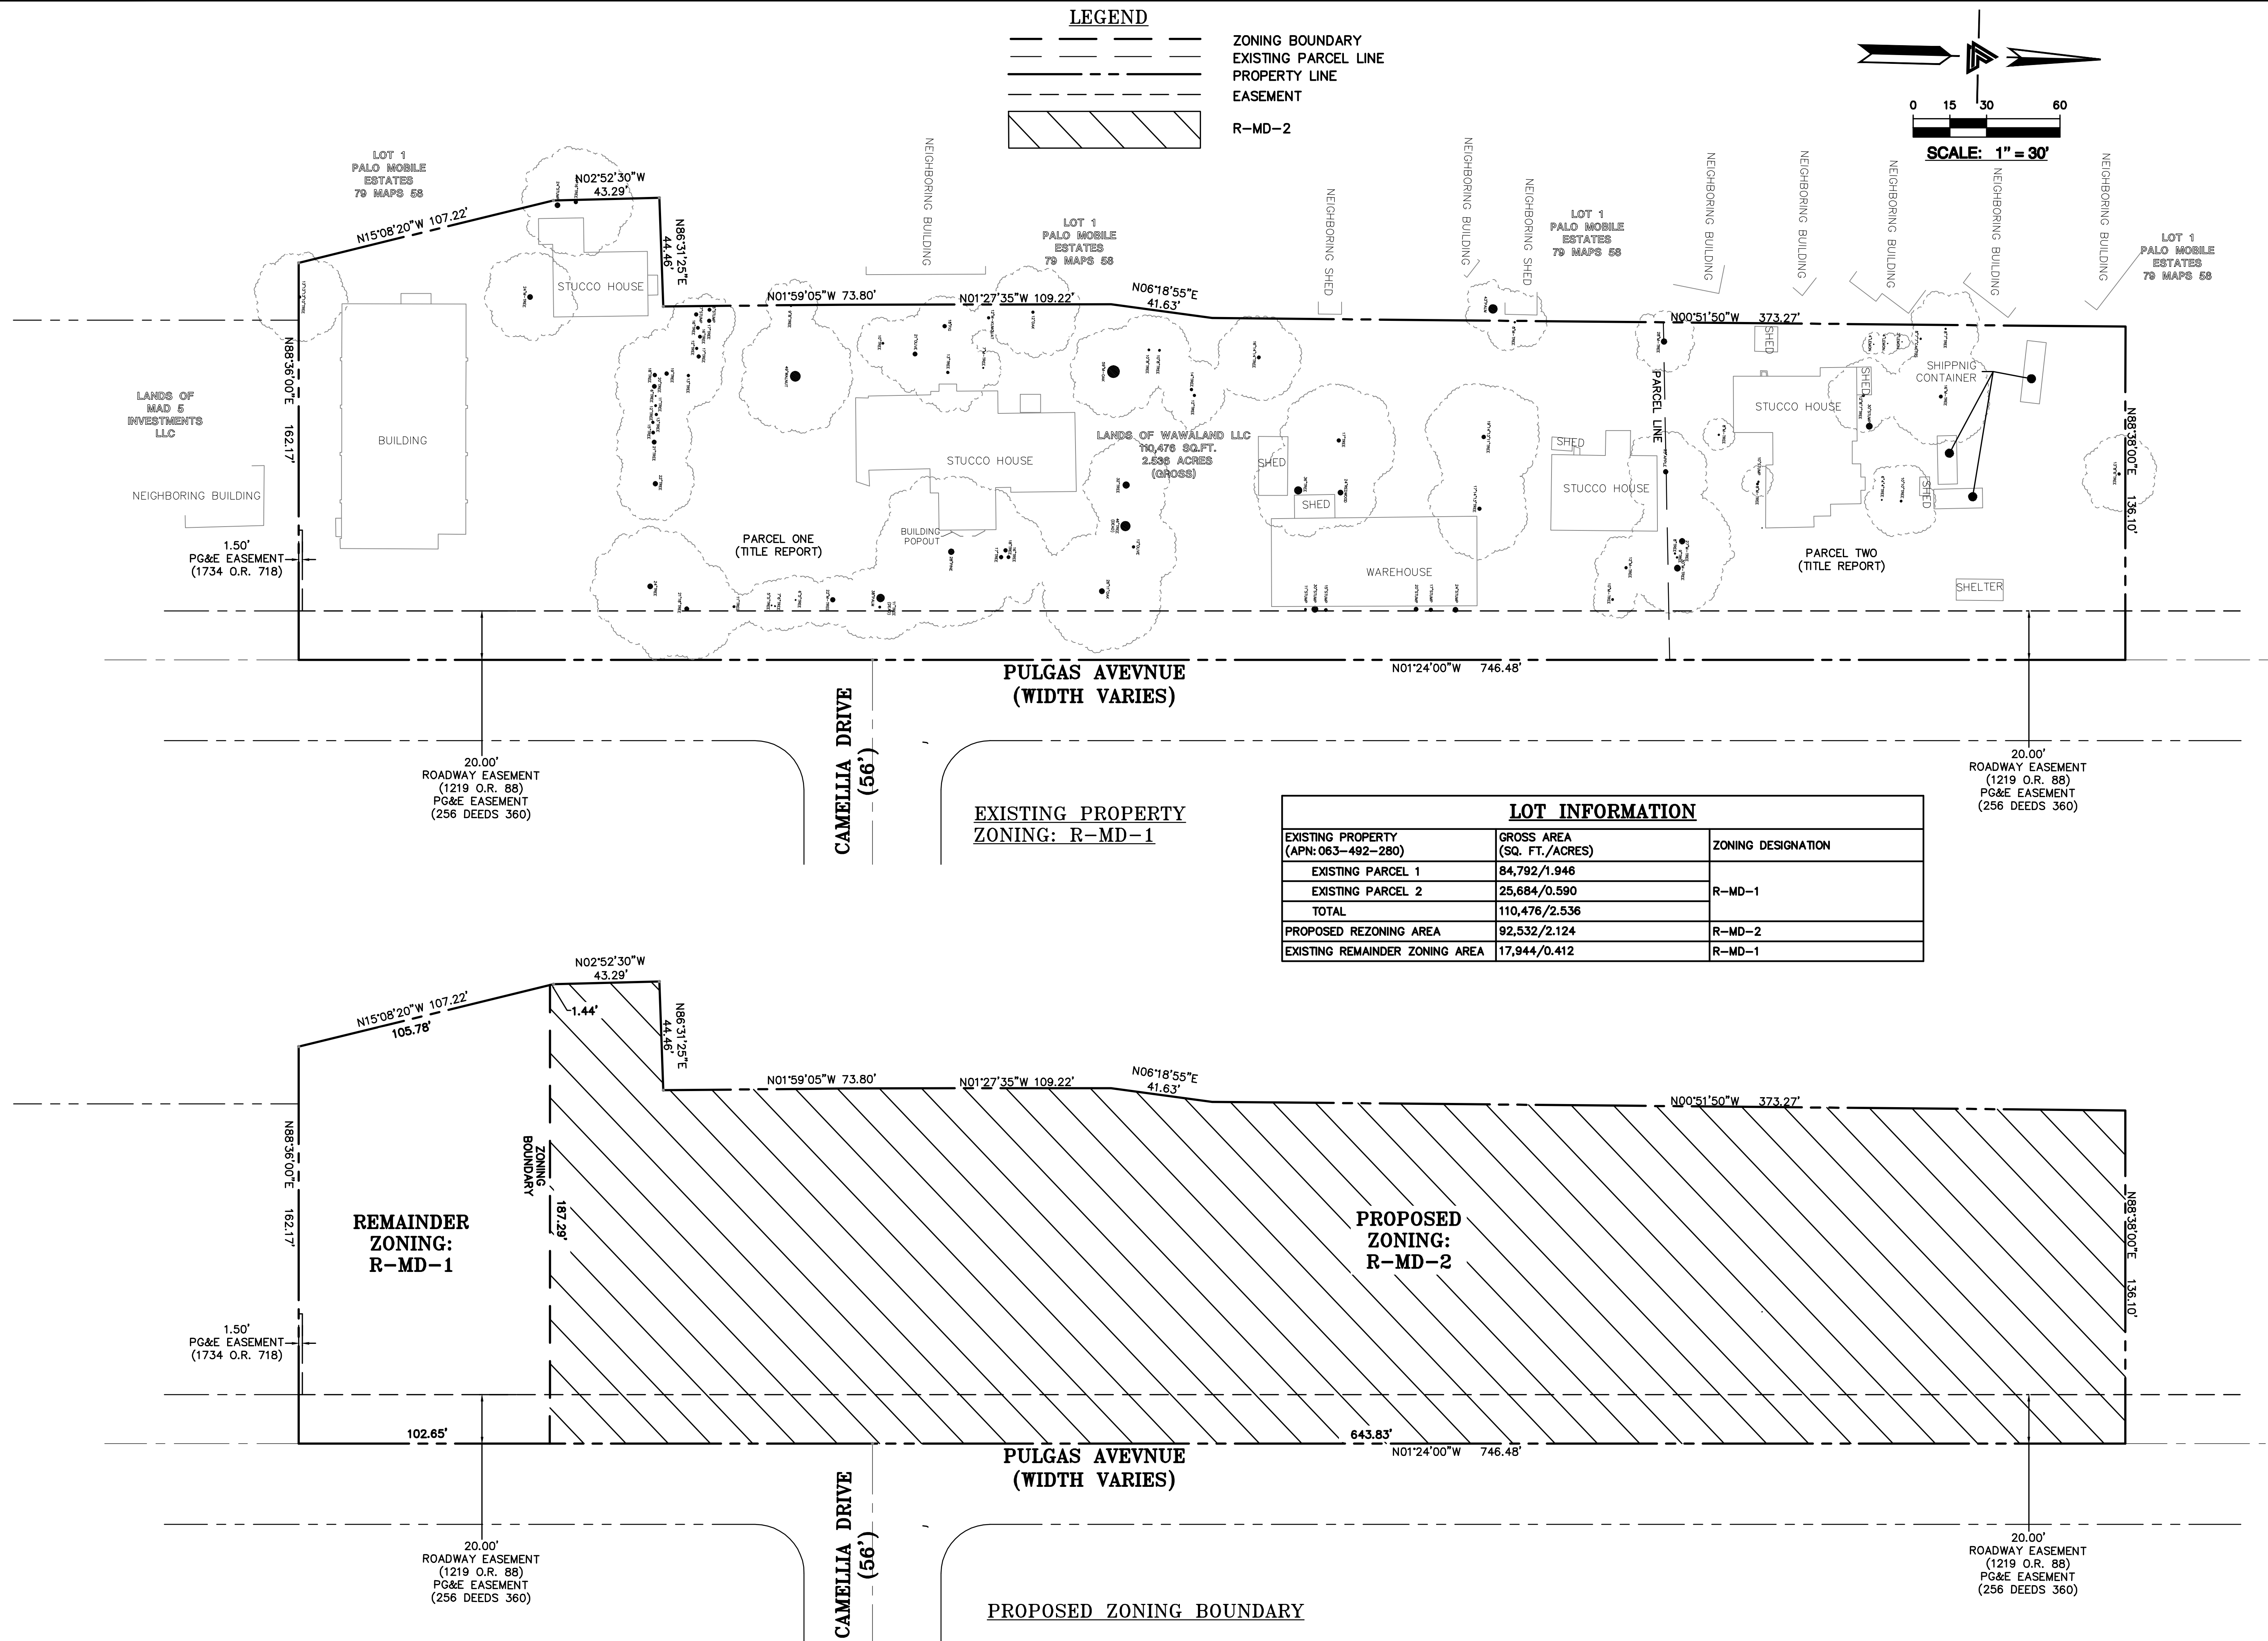 LEGEND
ZONING BOUNDARY
EXISTING PARCEL LINE
PROPERTY LINE
EASEMENT
R-MD-2
0 15 30 60
SCALE: 1" = 30'
LOT 1
PALO MOBILE
ESTATES
79 MAPS 58
N02°52'30"W
43.29'
N15°08'20"W 107.22'
N86°31'25"E
44.46'
STUCCO HOUSE
NEIGHBORING BUILDING
LOT 1
PALO MOBILE
ESTATES
79 MAPS 58
N01°59'05"W 73.80'
N01°27'35"W 109.22'
N06°18'55"E
41.63'
NEIGHBORING SHED
NEIGHBORING BUILDING
NEIGHBORING SHED
LOT 1
PALO MOBILE
ESTATES
79 MAPS 58
NEIGHBORING BUILDING
NEIGHBORING BUILDING
NEIGHBORING BUILDING
NEIGHBORING BUILDING
NEIGHBORING BUILDING
LOT 1
PALO MOBILE
ESTATES
79 MAPS 58
N00°51'50"W 373.27'
SHED
SHIPPNIG
CONTAINER
N88°36'00"E 162.17'
LANDS OF
MAD 5
INVESTMENTS
LLC
BUILDING
NEIGHBORING BUILDING
1.50'
PG&E EASEMENT
(1734 O.R. 718)
STUCCO HOUSE
BUILDING
POPOUT
PARCEL ONE
(TITLE REPORT)
LANDS OF WAWALAND LLC
110,476 SQ.FT.
2.536 ACRES
(GROSS)
SHED
SHED
WAREHOUSE
SHED
STUCCO HOUSE
PARCEL LINE
STUCCO HOUSE
SHED
SHED
PARCEL TWO
(TITLE REPORT)
SHELTER
N88°38'00"E 136.10'
PULGAS AVEVNUE
(WIDTH VARIES)
N01°24'00"W 746.48'
20.00'
ROADWAY EASEMENT
(1219 O.R. 88)
PG&E EASEMENT
(256 DEEDS 360)
CAMELLIA DRIVE
(56')
EXISTING PROPERTY
ZONING: R-MD-1
20.00'
ROADWAY EASEMENT
(1219 O.R. 88)
PG&E EASEMENT
(256 DEEDS 360)
LOT INFORMATION
EXISTING PROPERTY
(APN: 063-492-280)
GROSS AREA
(SQ. FT./ACRES)
ZONING DESIGNATION
EXISTING PARCEL 1 84,792/1.946
EXISTING PARCEL 2 25,684/0.590 R-MD-1
TOTAL 110,476/2.536
PROPOSED REZONING AREA 92,532/2.124 R-MD-2
EXISTING REMAINDER ZONING AREA 17,944/0.412 R-MD-1
N02°52'30"W
43.29'
N15°08'20"W 107.22'
105.78'
1.44'
N86°31'25"E
44.46'
N01°59'05"W 73.80'
N01°27'35"W 109.22'
N06°18'55"E
41.63'
N00°51'50"W 373.27'
N88°36'00"E 162.17'
ZONING
BOUNDARY
187.29'
REMAINDER
ZONING:
R-MD-1
PROPOSED
ZONING:
R-MD-2
N88°38'00"E 136.10'
1.50'
PG&E EASEMENT
(1734 O.R. 718)
102.65'
643.83'
N01°24'00"W 746.48'
PULGAS AVEVNUE
(WIDTH VARIES)
20.00'
ROADWAY EASEMENT
(1219 O.R. 88)
PG&E EASEMENT
(256 DEEDS 360)
CAMELLIA DRIVE
(56')
20.00'
ROADWAY EASEMENT
(1219 O.R. 88)
PG&E EASEMENT
(256 DEEDS 360)
PROPOSED ZONING BOUNDARY